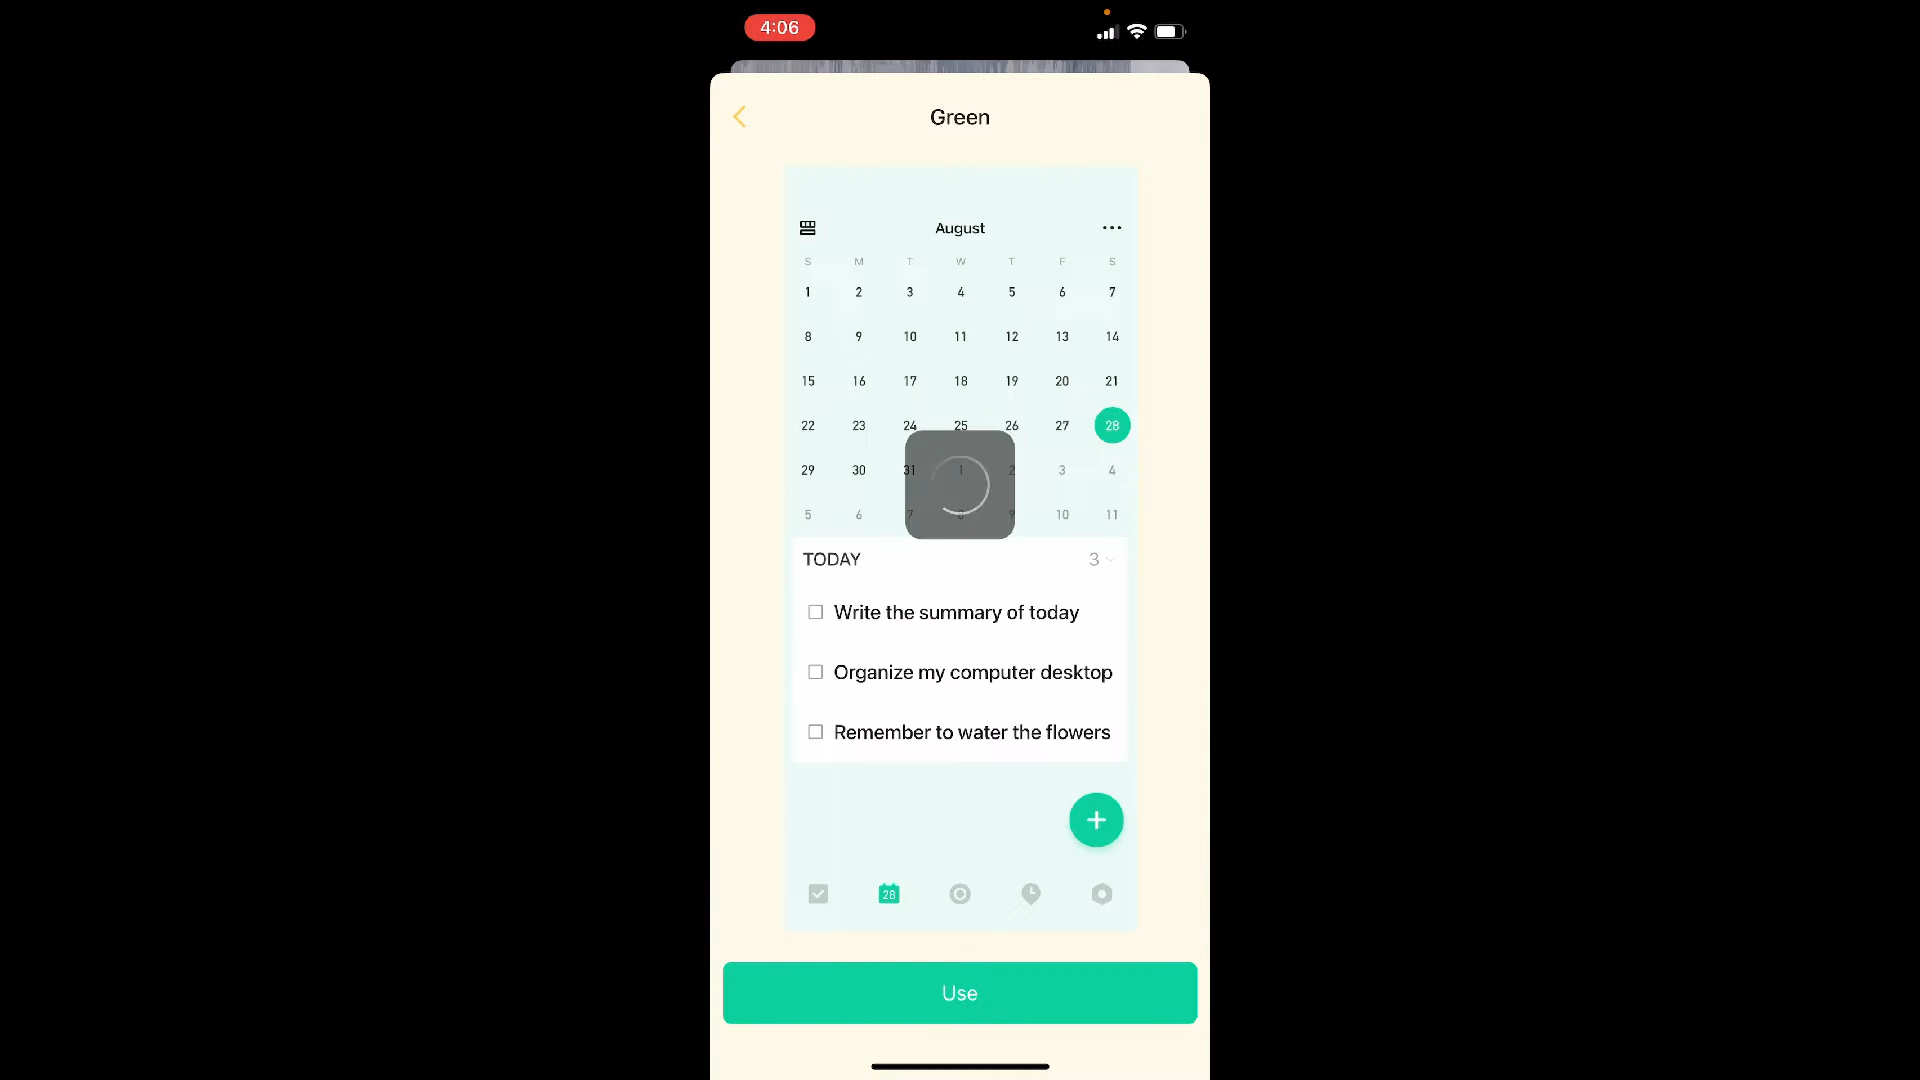 4:06
Green
August
S M T W T F S
1 2 3 4 5 6 7
8 9 10 11 12 13 14
15 16 17 18 19 20 21
22 23 24 25 26 27 28
29 30 31 1 2 3 4
5 6 7 8 9 10 11
TODAY 3
Write the summary of today
Organize my computer desktop
Remember to water the flowers
+
28
Use